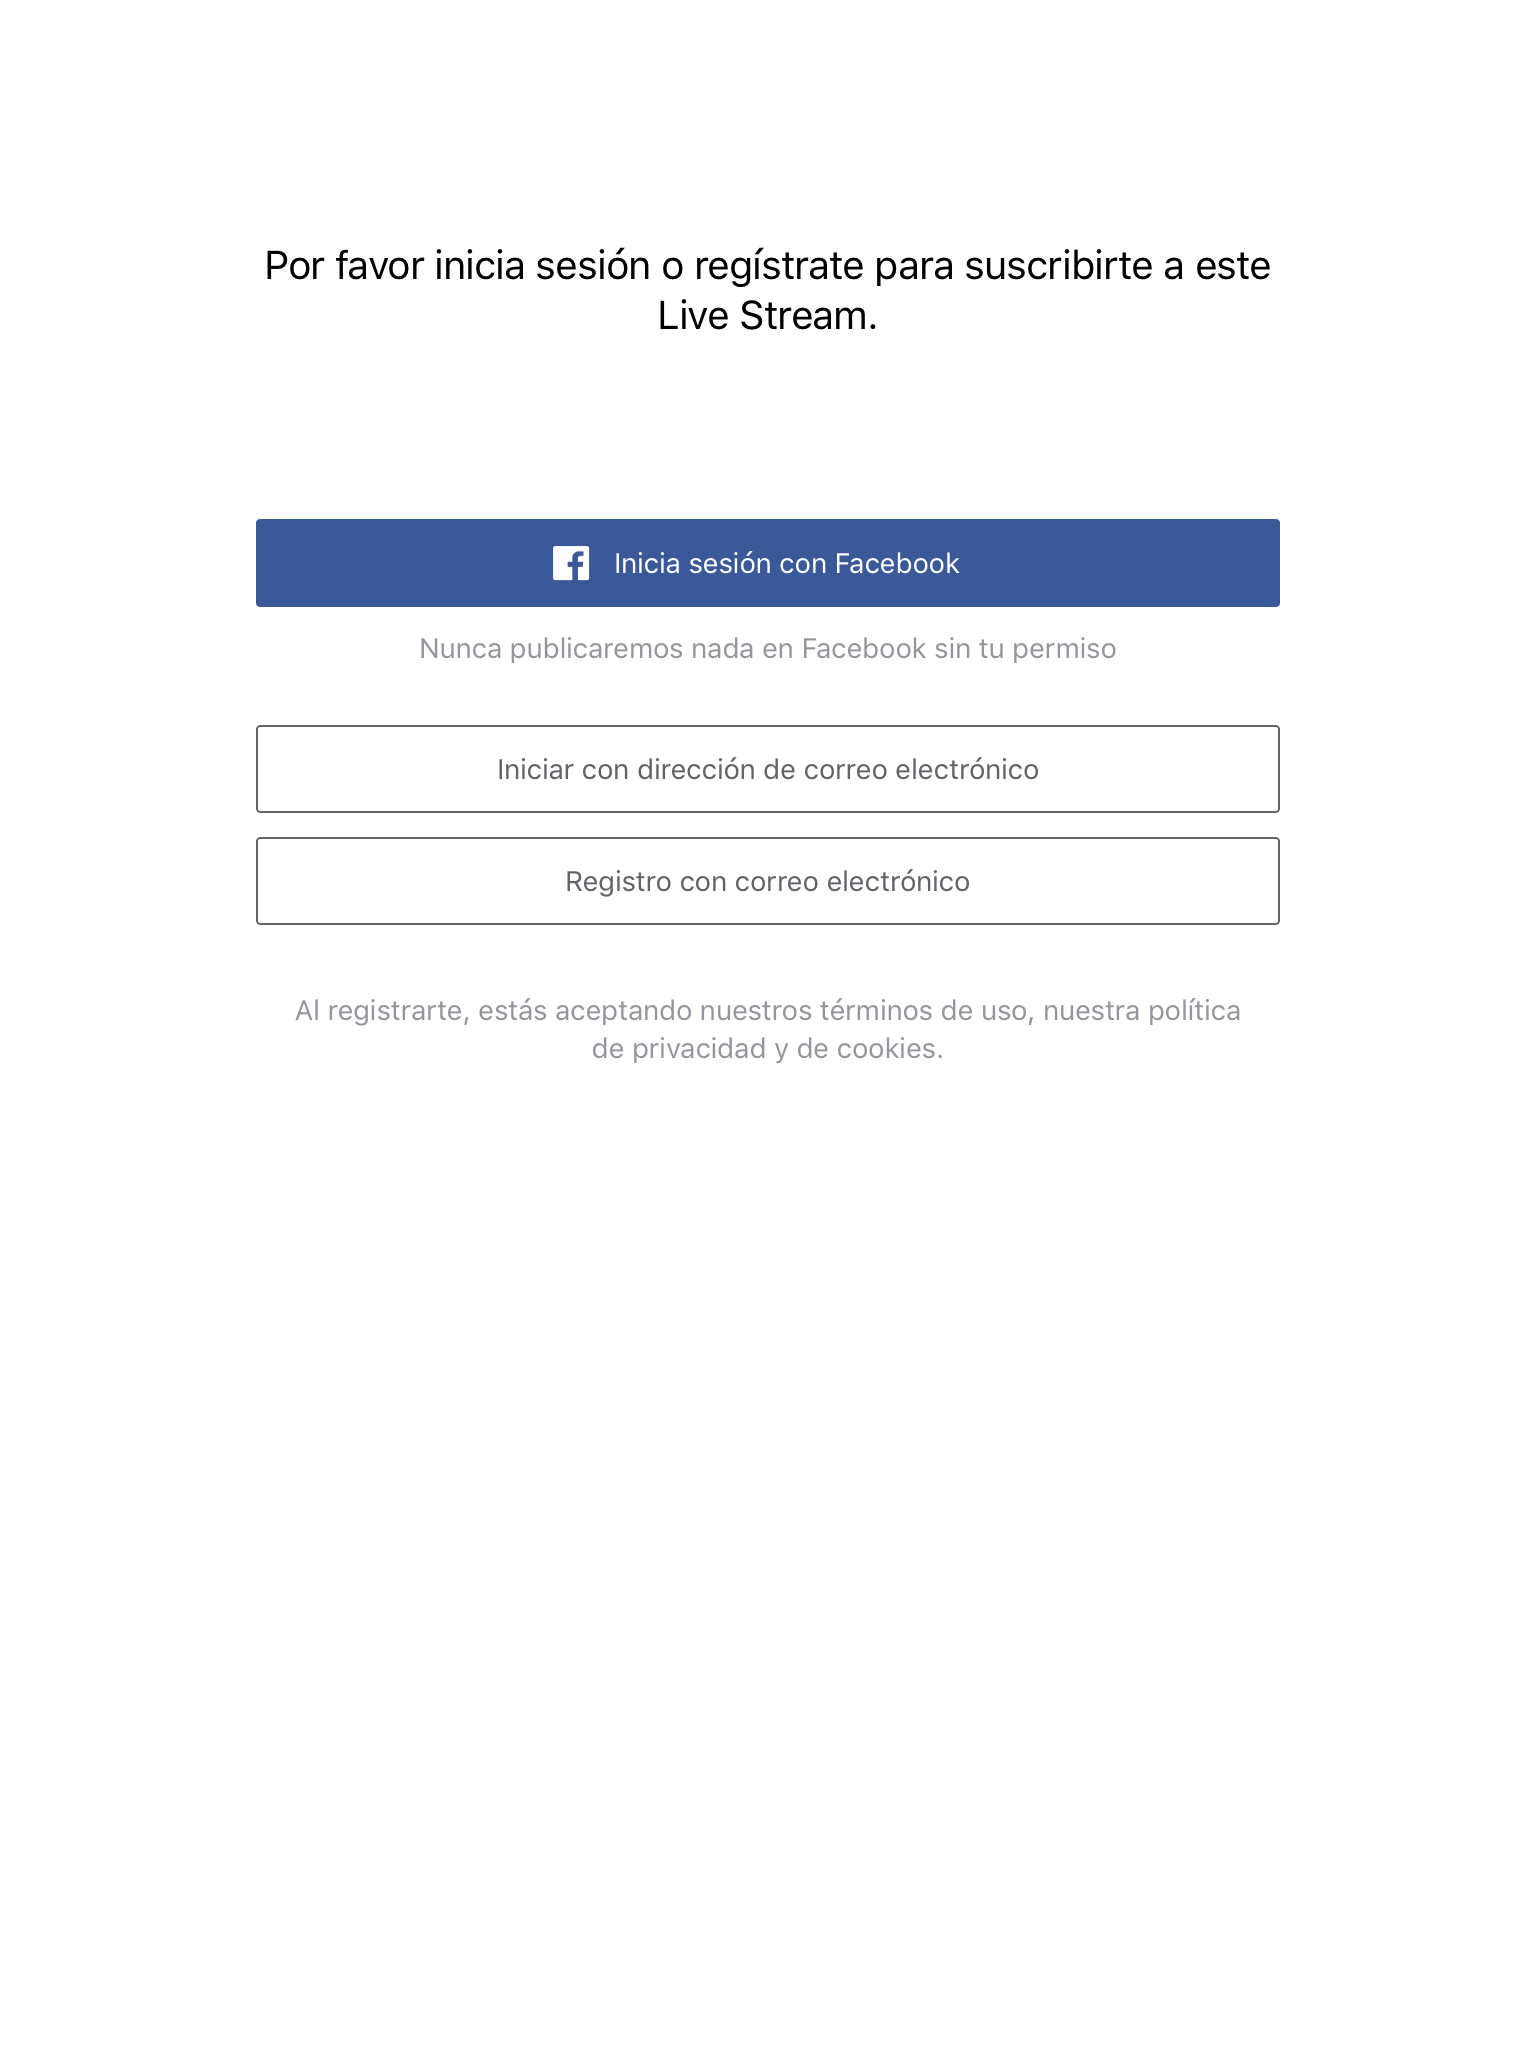 Por favor inicia sesión o regístrate para suscribirte a este
Live Stream.
Inicia sesión con Facebook
Nunca publicaremos nada en Facebook sin tu permiso
Iniciar con dirección de correo electrónico
Registro con correo electrónico
Al registrarte, estás aceptando nuestros términos de uso, nuestra política
de privacidad y de cookies.